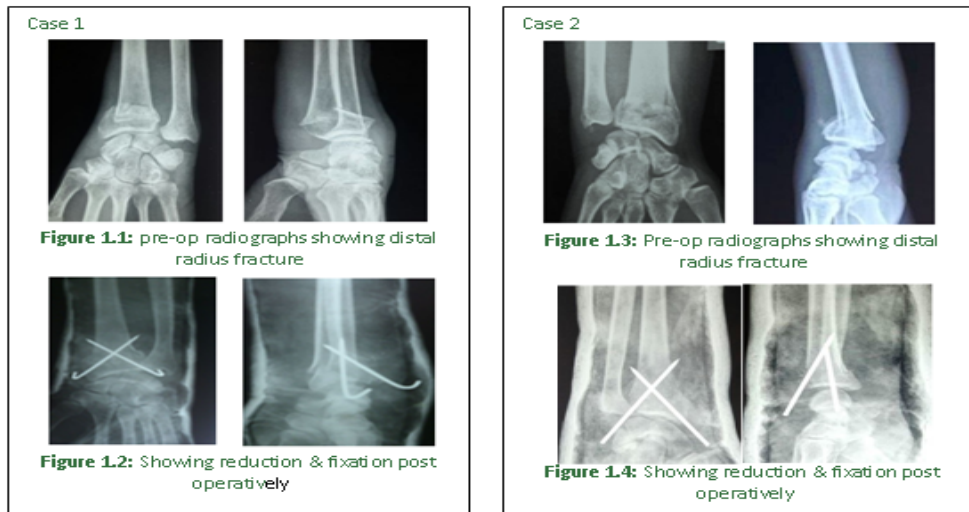 Case 1
Figure 1.1: pre-op radiographs showing distal
radius fracture
Figure 1.2: Showing reduction & fixation post
operatively
Case 2
Figure 1.3: Pre-op radiographs showing distal
radius fracture
Figure 1.4: Showing reduction & fixation post
operatively